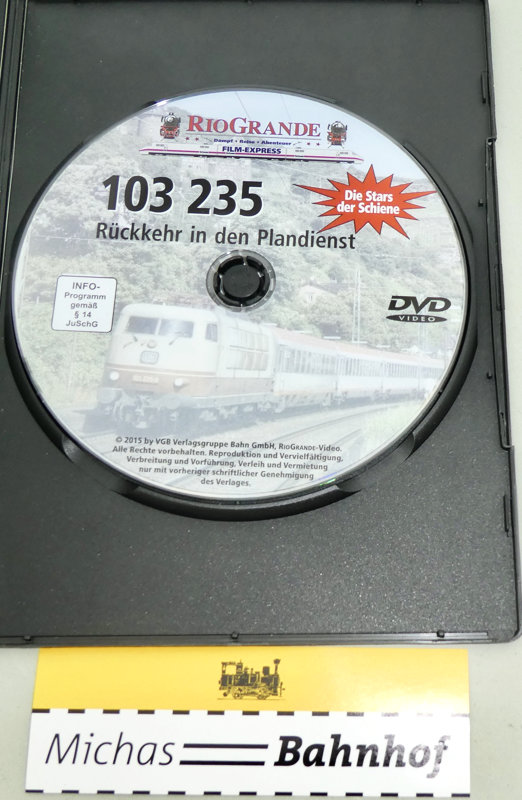 RIOGRANDE
Dampf • Reise • Abenteuer
FILM-EXPRESS
103 235
Die Stars
der Schiene
Rückkehr in den Plandienst
INFO-
Programm
gemäß
§ 14
JuSchG
DVD
VIDEO
© 2015 by VGB Verlagsgruppe Bahn GmbH, RIOGRANDE-Video.
Alle Rechte vorbehalten. Reproduktion und Vervielfältigung,
Verbreitung und Vorführung, Verleih und Vermietung
nur mit vorheriger schriftlicher Genehmigung
des Verlages.
Michas Bahnhof